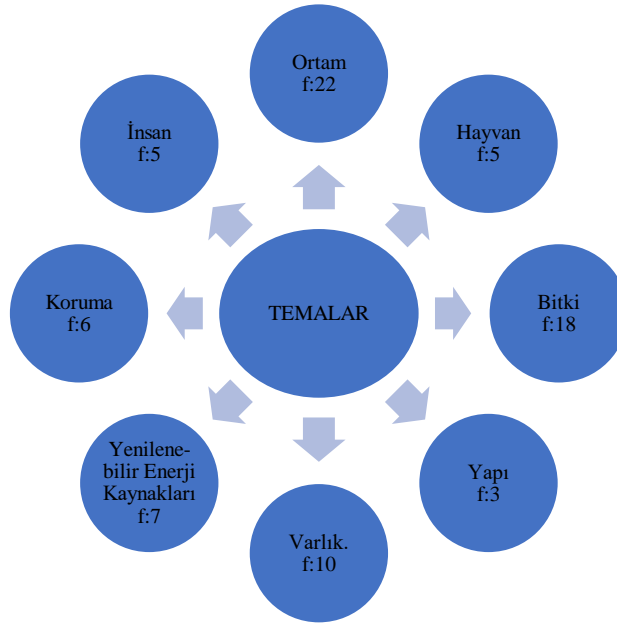 Ortam
f:22
Hayvan
f:5
Bitki
f:18
Yapı
f:3
Varlık.
f:10
Yenilene-
bilir Enerji
Kaynakları
f:7
Koruma
f:6
İnsan
f:5
TEMALAR